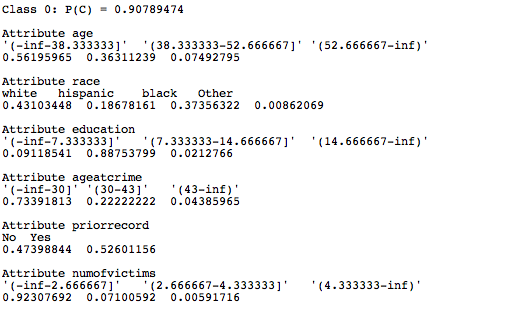 Class 0: P(C) = 0.90789474
Attribute age
'(-inf-38.333333]' '(38.333333-52.666667]' '(52.666667-inf)'
0.56195965 0.36311239 0.07492795
Attribute race
white hispanic black Other
0.43103448 0.18678161 0.37356322 0.00862069
Attribute education
'(-inf-7.333333]' '(7.333333-14.666667]' '(14.666667-inf)'
0.09118541 0.88753799 0.0212766
Attribute ageatcrime
'(-inf-30]' '(30-43]' '(43-inf)'
0.73391813 0.22222222 0.04385965
Attribute priorrecord
No Yes
0.47398844 0.52601156
Attribute numofvictims
'(-inf-2.666667]' '(2.666667-4.333333]' '(4.333333-inf)'
0.92307692 0.07100592 0.00591716